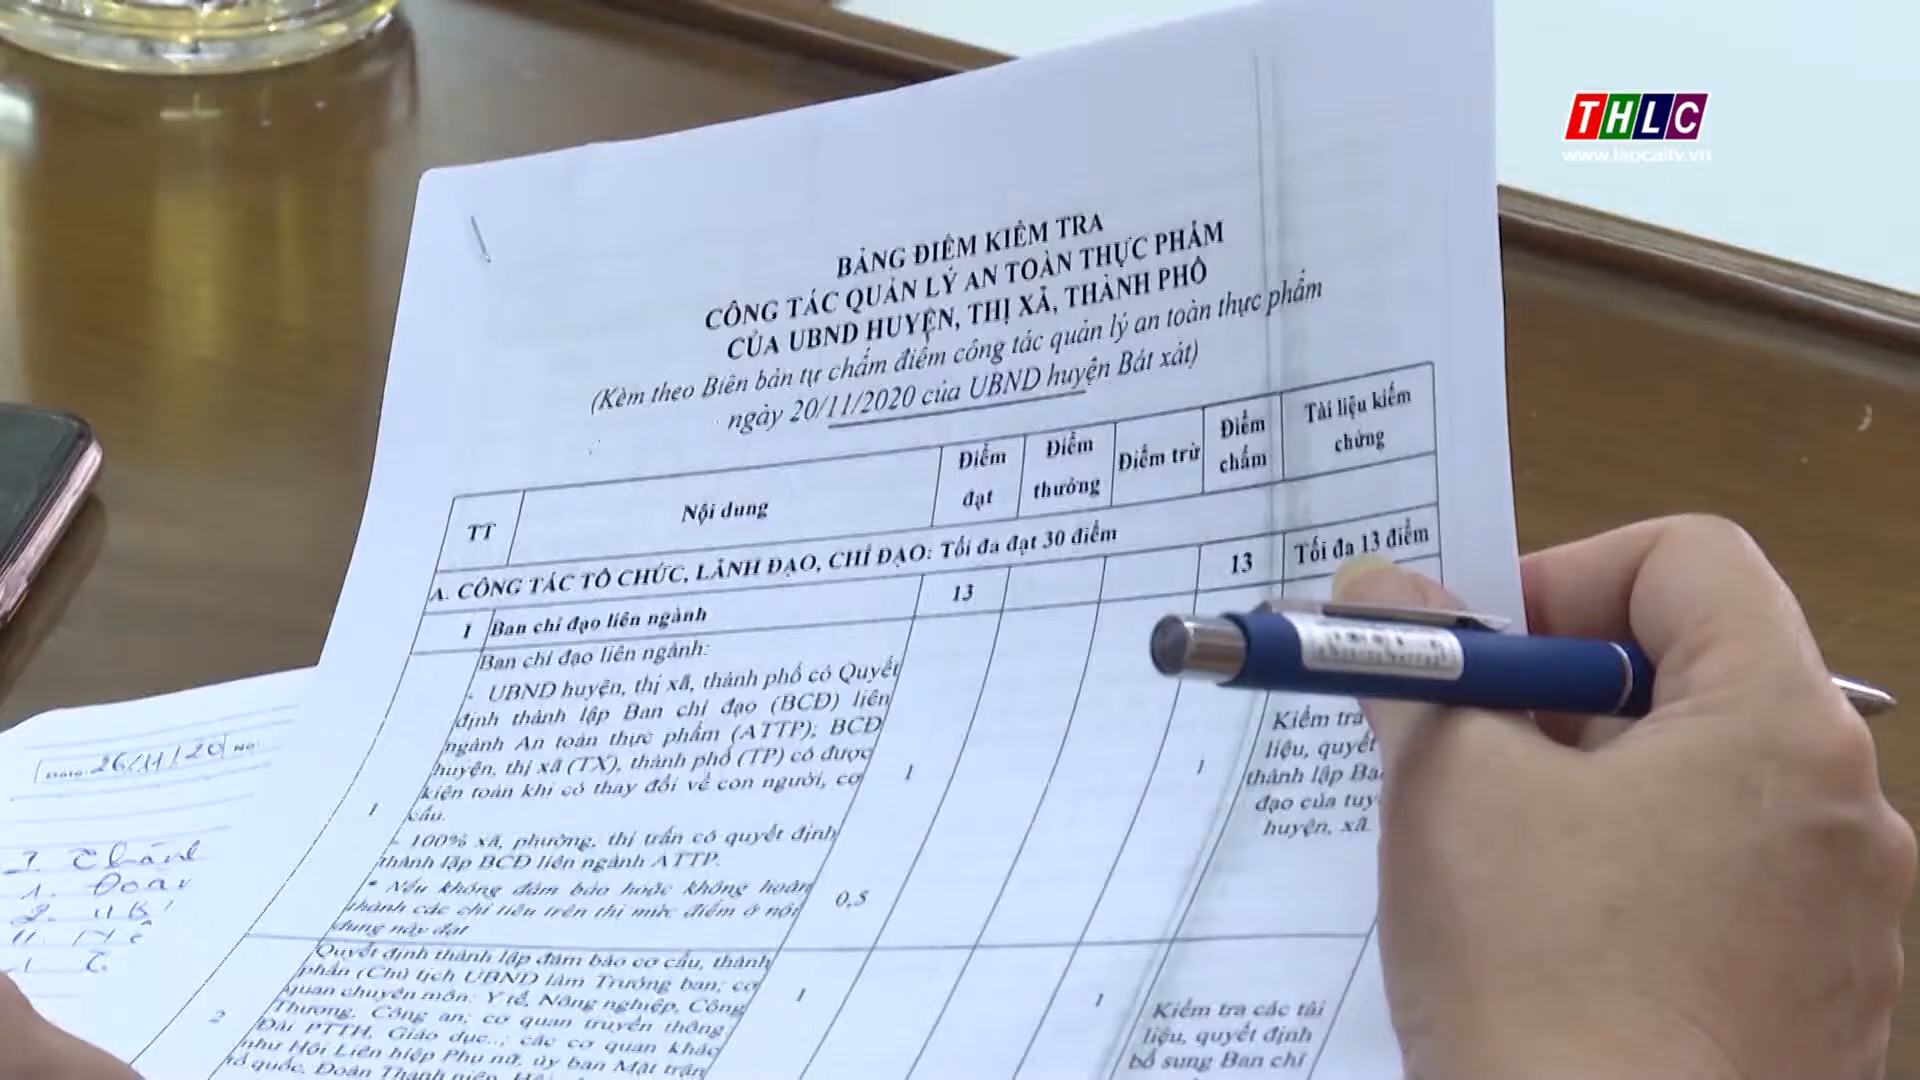 THLC
www.laocaitv.vn
BẢNG ĐIỂM KIỂM TRA
CÔNG TÁC QUẢN LÝ AN TOÀN THỰC PHẨM
CỦA UBND HUYỆN, THỊ XÃ, THÀNH PHỐ
(Kèm theo Biên bản tự chấm điểm công tác quản lý an toàn thực phẩm
ngày 20/11/2020 của UBND huyện Bát xát)
TT
Nội dung
Điểm
đạt
Điểm
thưởng
Điểm trừ
Điểm
chấm
Tài liệu kiểm
chứng
A. CÔNG TÁC TỔ CHỨC, LÃNH ĐẠO, CHỈ ĐẠO: Tối đa đạt 30 điểm
I
Ban chỉ đạo liên ngành
13
13
Tối đa 13 điểm
1
Ban chỉ đạo liên ngành:
- UBND huyện, thị xã, thành phố có Quyết
định thành lập Ban chỉ đạo (BCĐ) liên
ngành An toàn thực phẩm (ATTP); BCĐ
huyện, thị xã (TX), thành phố (TP) có được
kiện toàn khi có thay đổi về con người, cơ
cấu.
- 100% xã, phường, thị trấn có quyết định
thành lập BCĐ liên ngành ATTP.
* Nếu không đảm bảo hoặc không hoàn
thành các chỉ tiêu trên thì mức điểm ở nội
dung này đạt
1
0,5
1
Kiểm tra
liệu, quyết
thành lập Ba
đạo của tuy
huyện, xã.
2
Quyết định thành lập đảm bảo cơ cấu, thành
phần (Chủ tịch UBND làm Trưởng ban; cơ
quan chuyên môn: Y tế, Nông nghiệp, Công
Thương, Công an; cơ quan truyền thông
Đài PTTH, Giáo dục..; các cơ quan khác
như Hội Liên hiệp Phụ nữ, ủy ban Mặt trận
tổ quốc, Đoàn Thanh niên,
1
1
Kiểm tra các tài
liệu, quyết định
bổ sung Ban chỉ
26/11/20 No: